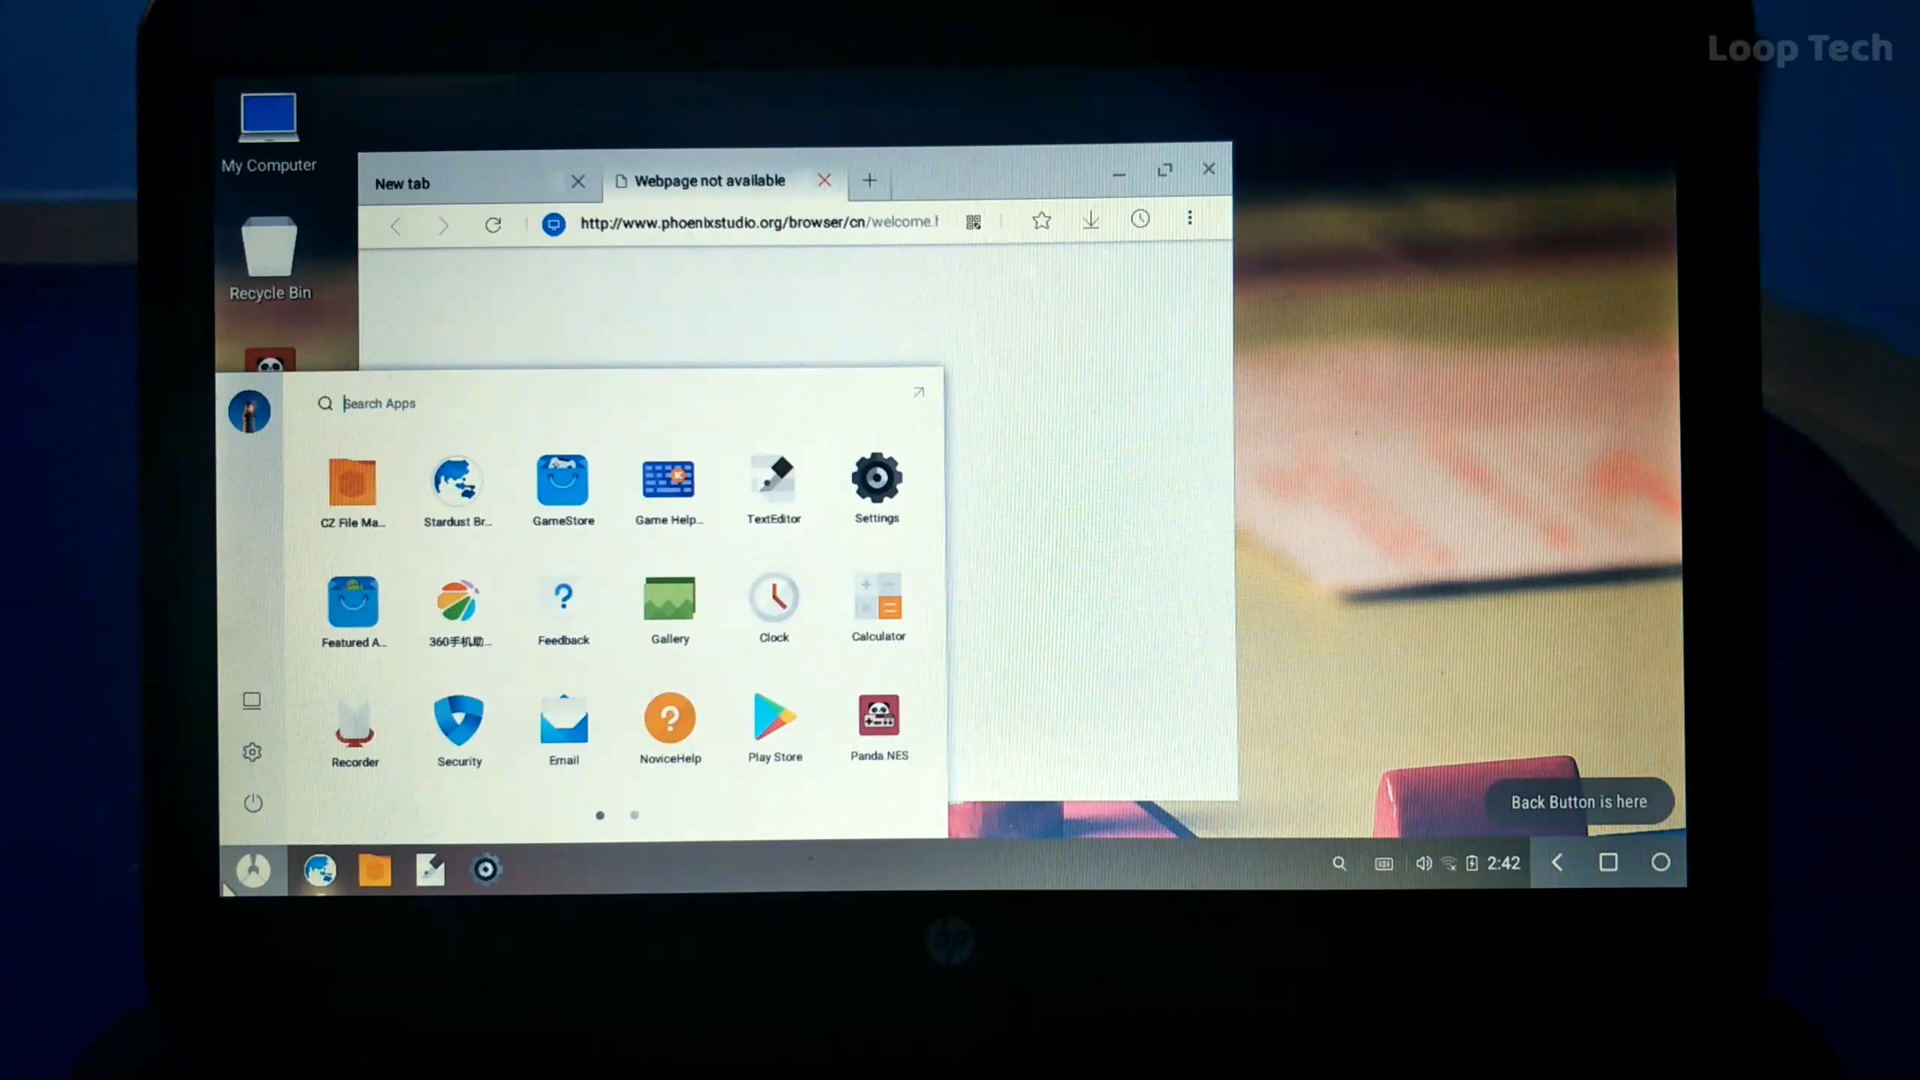 Loop Tech
My Computer
Recycle Bin
New tab
Webpage not available
http://www.phoenixstudio.org/browser/cn/welcome.h
Search Apps
CZ File Ma...
Stardust Br...
GameStore
Game Help...
TextEditor
Settings
Featured A...
360手机助...
Feedback
Gallery
Clock
Calculator
Recorder
Security
Email
NoviceHelp
Play Store
Panda NES
Back Button is here
2:42
hp